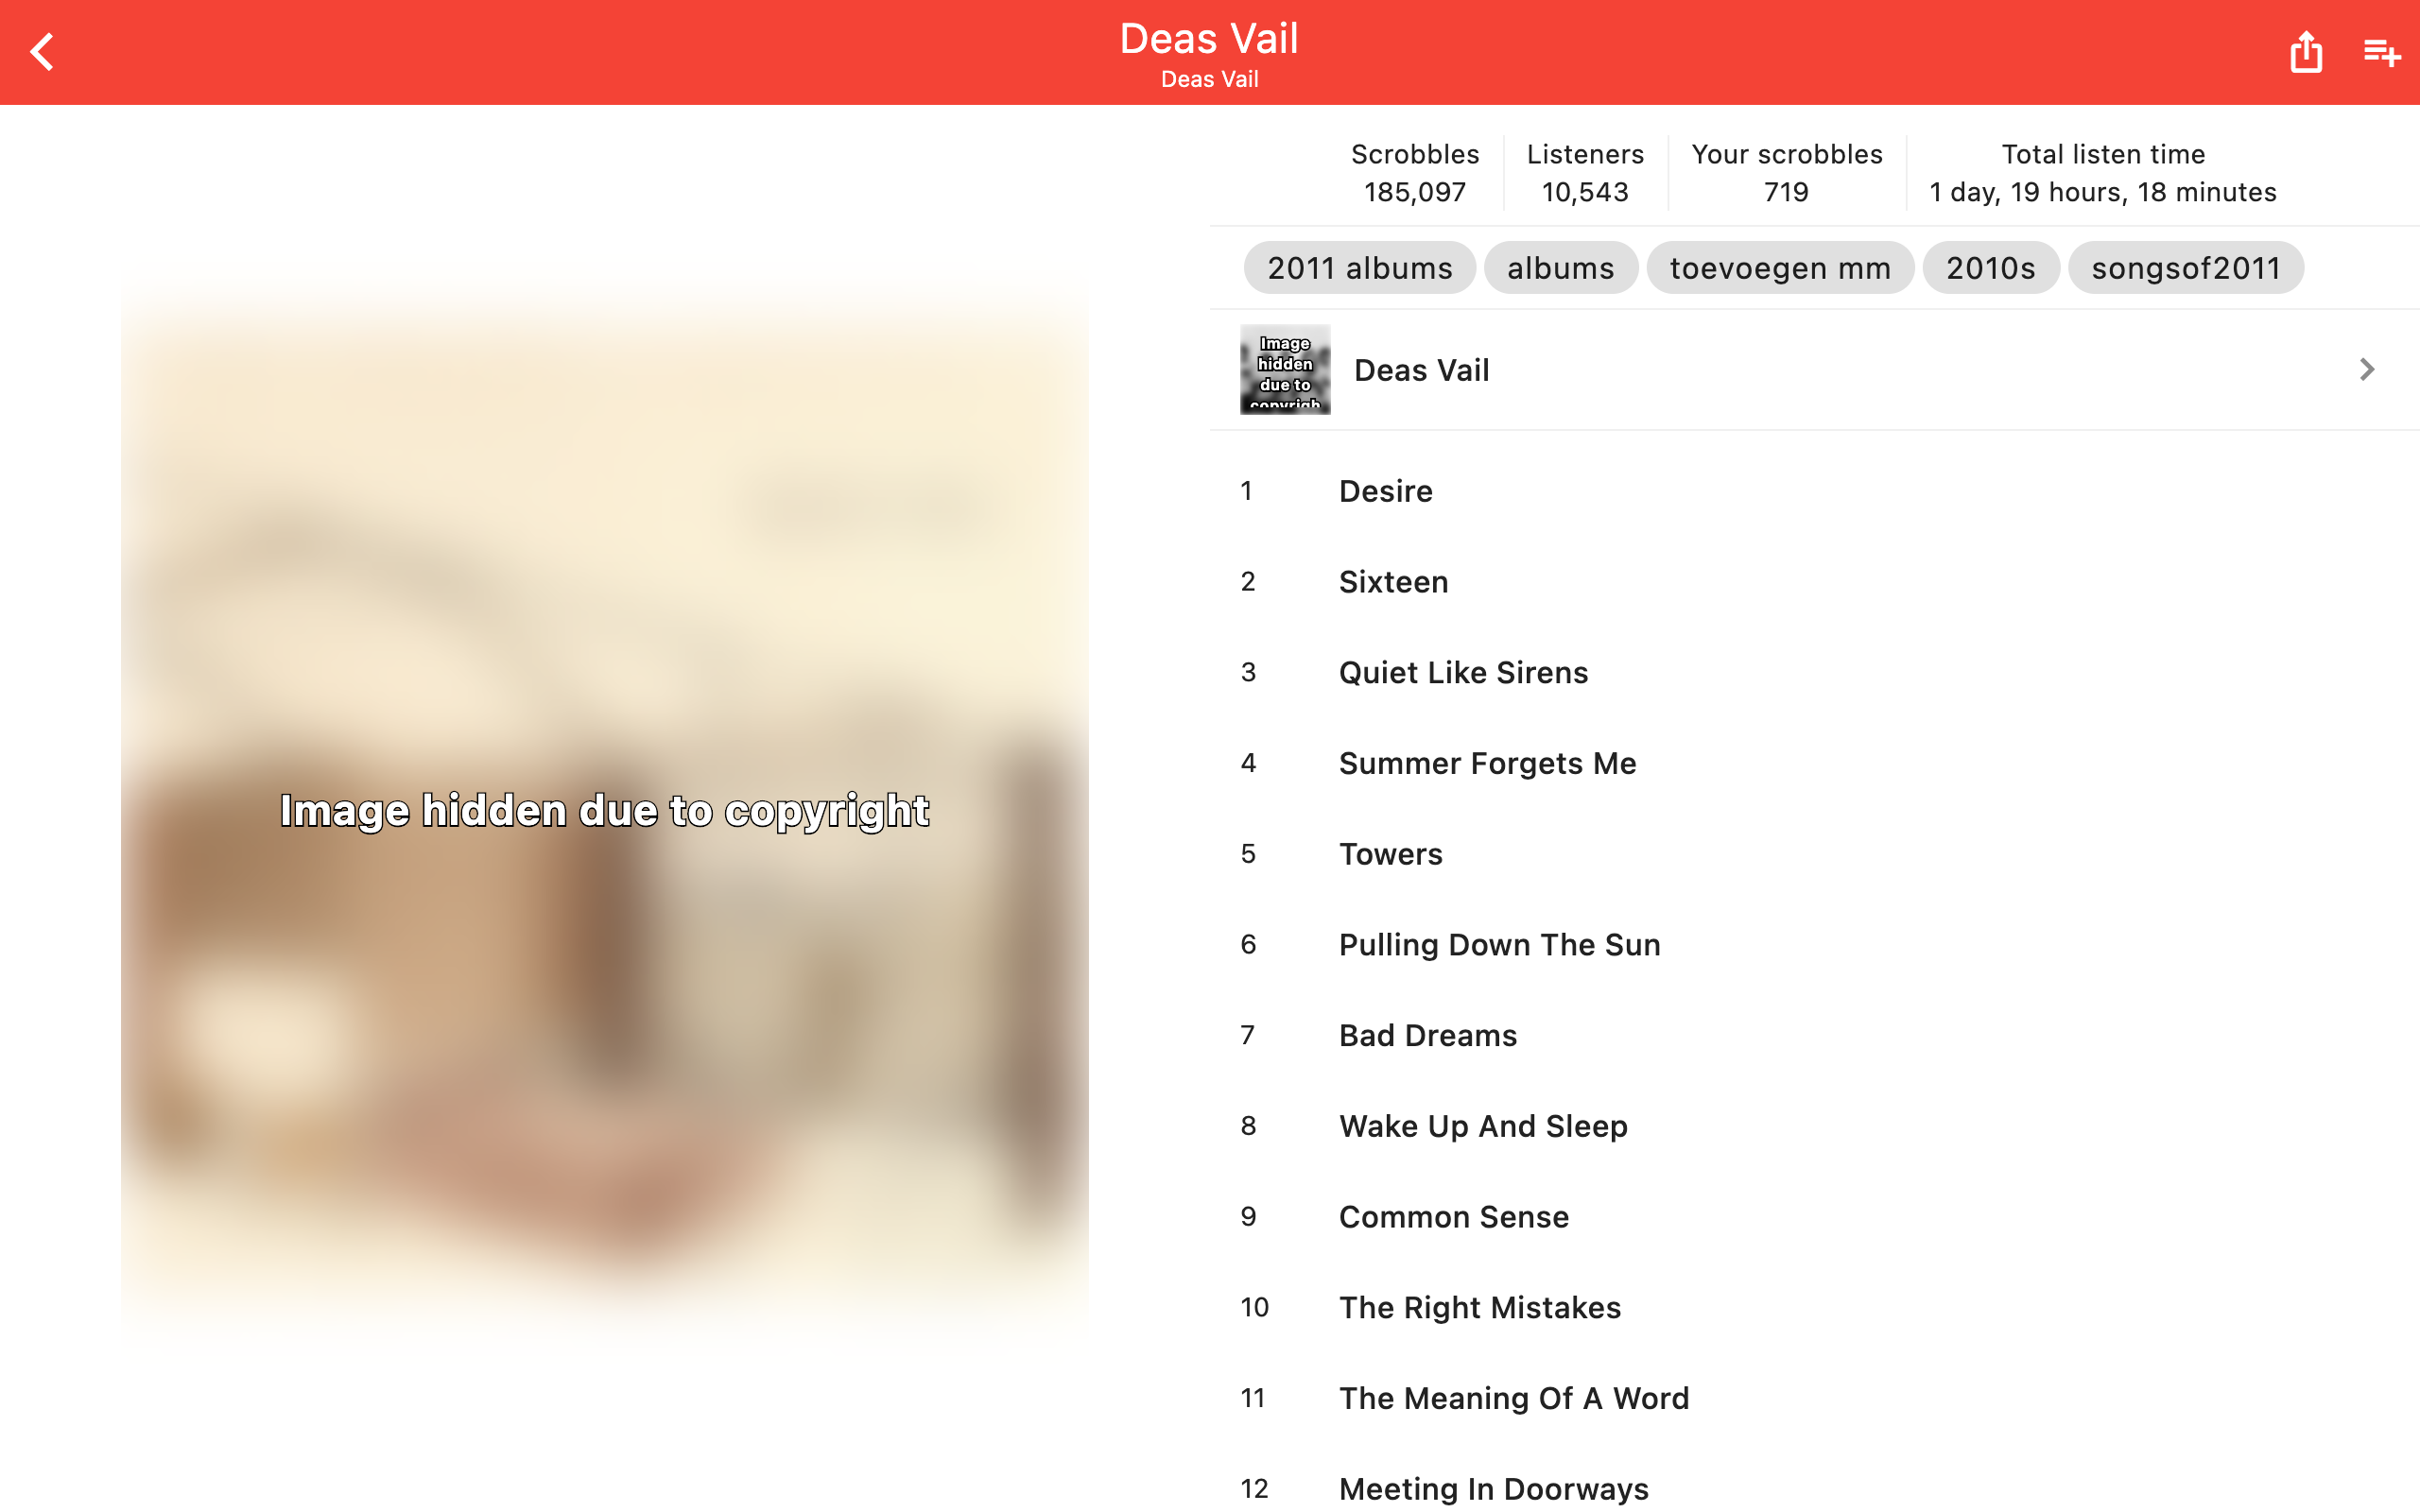 Deas Vail
Deas Vail
Scrobbles
185,097
Listeners
10,543
Your scrobbles
719
Total listen time
1 day, 19 hours, 18 minutes
2011 albums
albums
toevoegen mm
2010s
songsof2011
Image
hidden
due to
Deas Vail
1 Desire
2 Sixteen
3 Quiet Like Sirens
4 Summer Forgets Me
5 Towers
6 Pulling Down The Sun
7 Bad Dreams
8 Wake Up And Sleep
9 Common Sense
10 The Right Mistakes
11 The Meaning Of A Word
12 Meeting In Doorways
Image hidden due to copyright